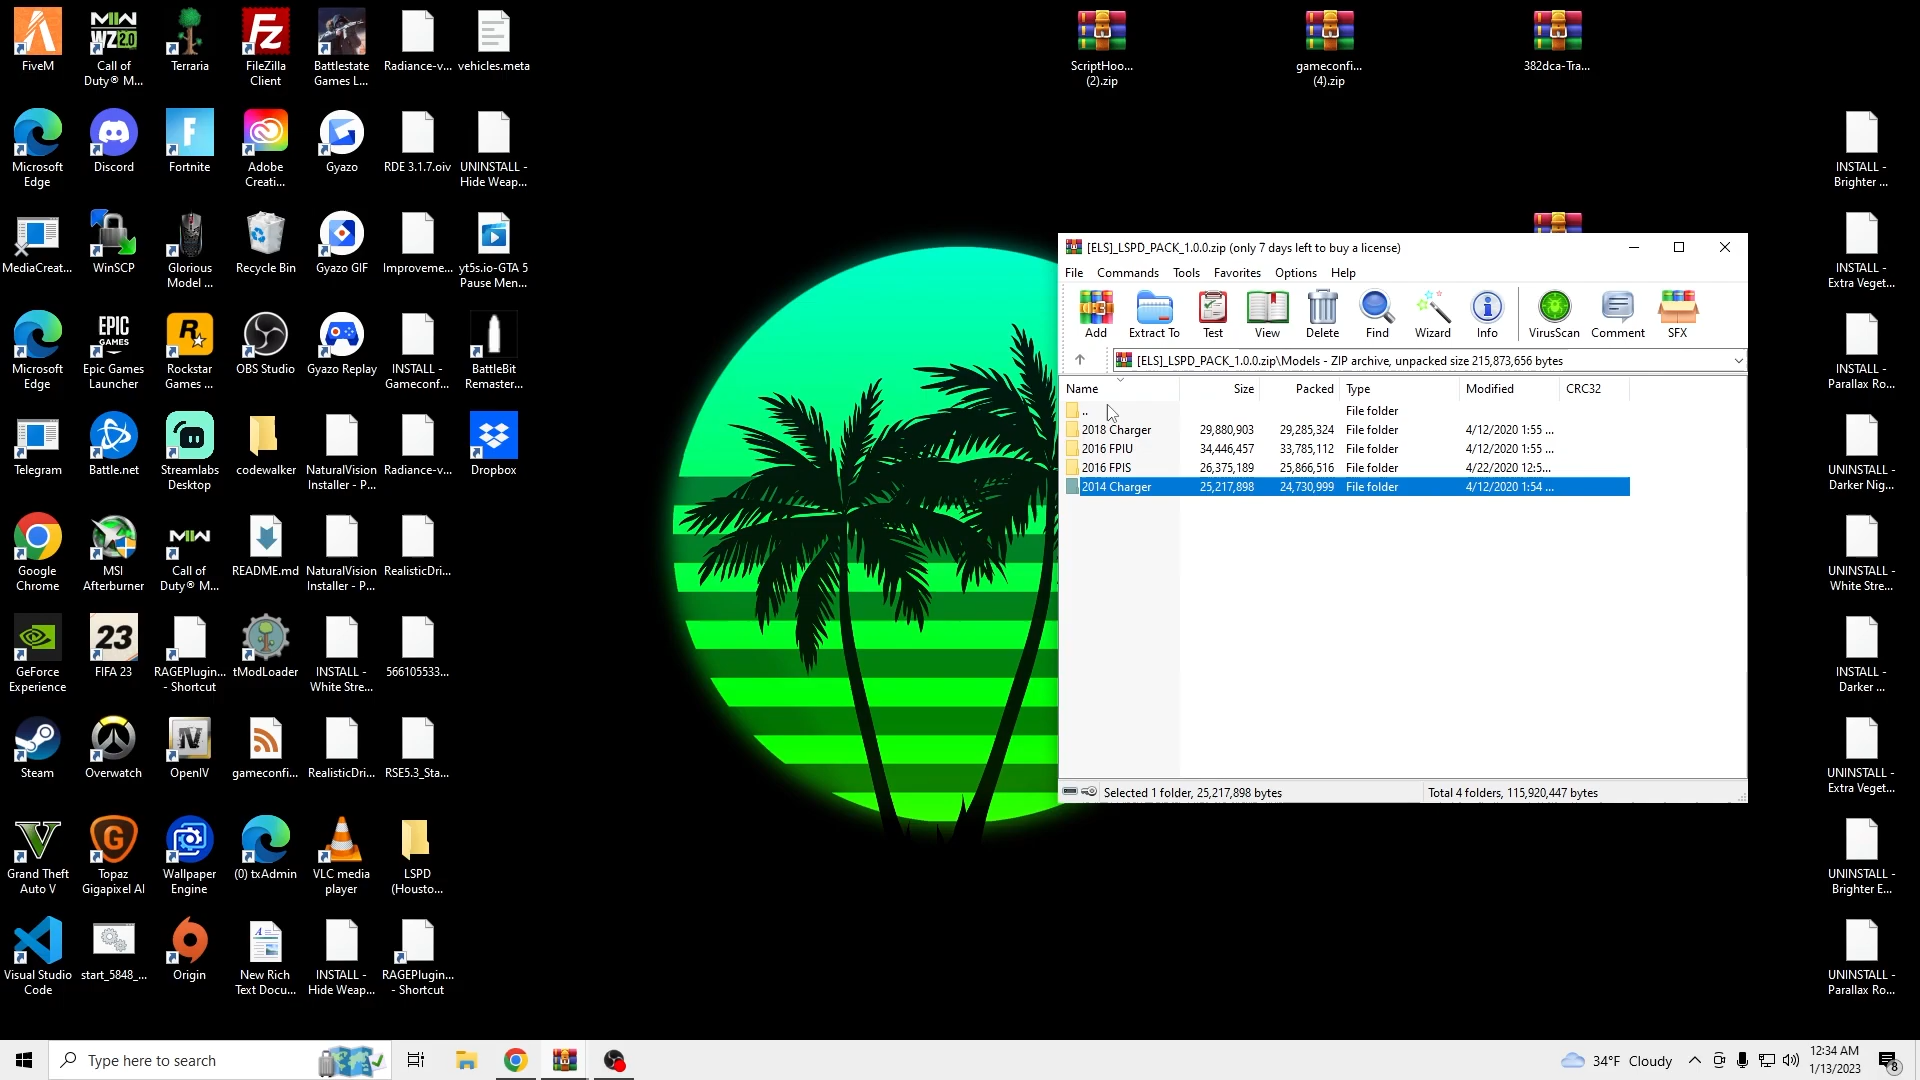 FiveM
Call of
Duty® M...
Terraria
FileZilla
Client
Battlestate
Games L...
Radiance-v...
vehicles.meta
ScriptHoo...
(2).zip
gameconfi...
(4).zip
382dca-Tra...
Microsoft
Edge
Discord
Fortnite
Adobe
Creati...
Gyazo
RDE 3.1.7.oiv
UNINSTALL -
Hide Weap...
INSTALL -
Brighter ...
MediaCreat...
WinSCP
Glorious
Model ...
Recycle Bin
Gyazo GIF
Improveme...
yt5s.io-GTA 5
Pause Men...
INSTALL -
Extra Veget...
Microsoft
Edge
EPIC
GAMES
Epic Games
Launcher
Rockstar
Games ...
OBS Studio
Gyazo Replay
INSTALL -
Gameconf...
BattleBit
Remaster...
INSTALL -
Parallax Ro...
Telegram
Battle.net
Streamlabs
Desktop
codewalker
NaturalVision
Installer - P...
Radiance-v...
Dropbox
UNINSTALL -
Darker Nig...
Google
Chrome
MSI
Afterburner
Call of
Duty® M...
README.md
NaturalVision
Installer - P...
RealisticDri...
UNINSTALL -
White Stre...
GeForce
Experience
23
FIFA 23
RAGEPlugin...
- Shortcut
tModLoader
INSTALL -
White Stre...
566105533...
INSTALL -
Darker ...
Steam
Overwatch
OpenIV
gameconfi...
RealisticDri...
RSE5.3_Sta...
UNINSTALL -
Extra Veget...
Grand Theft
Auto V
Topaz
Gigapixel AI
Wallpaper
Engine
(0) txAdmin
VLC media
player
LSPD
(Housto...
UNINSTALL -
Brighter E...
Visual Studio
Code
start_5848_...
Origin
New Rich
Text Docu...
INSTALL -
Hide Weap...
RAGEPlugin...
- Shortcut
UNINSTALL -
Parallax Ro...
[ELS]_LSPD_PACK_1.0.0.zip (only 7 days left to buy a license)
File Commands Tools Favorites Options Help
Add Extract To Test View Delete Find Wizard Info VirusScan Comment SFX
[ELS]_LSPD_PACK_1.0.0.zip\Models - ZIP archive, unpacked size 215,873,656 bytes
Name Size Packed Type Modified CRC32
.. File folder
2018 Charger 29,880,903 29,285,324 File folder 4/12/2020 1:55 ...
2016 FPIU 34,446,457 33,785,112 File folder 4/12/2020 1:55 ...
2016 FPIS 26,375,189 25,866,516 File folder 4/22/2020 12:5...
2014 Charger 25,217,898 24,730,999 File folder 4/12/2020 1:54 ...
Selected 1 folder, 25,217,898 bytes Total 4 folders, 115,920,447 bytes
Type here to search
34°F Cloudy
12:34 AM
1/13/2023
8